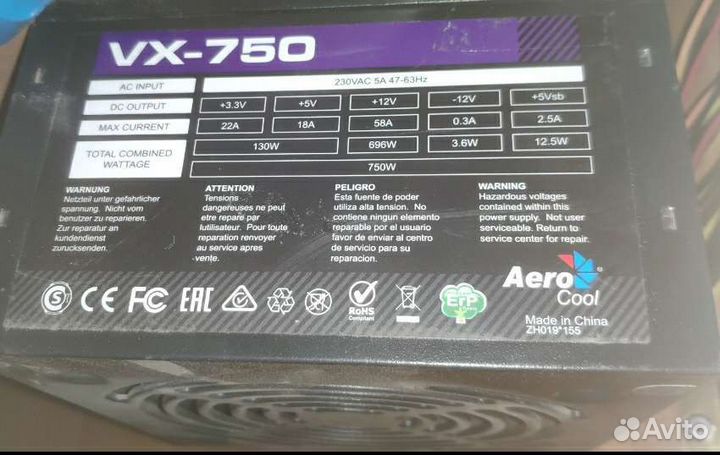 VX-750
AC INPUT 230VAC 5A 47-63Hz
DC OUTPUT +3.3V +5V +12V -12V +5Vsb
MAX CURRENT 22A 18A 58A 0.3A 2.5A
TOTAL COMBINED WATTAGE 130W 696W 3.6W 12.5W
750W
WARNUNG
Netzteil unter gefahrlicher
spannung. Nicht vom
benutzer zu reparieren.
Zur reparatur an
kundendienst
zurucksenden.
ATTENTION
Tensions
dangereuses ne peut
etre repare par
lutilisateur. Pour toute
reparation renvoyer
au service apres
vente.
PELIGRO
Esta fuente de poder
utiliza alta tension. No
contiene ningun elemento
reparable por el usuario
favor de enviar al centro
de servicio para su
reparacion.
WARNING
Hazardous voltages
contained within this
power supply. Not user
serviceable. Return to
service center for repair.
Aero
Cool
S CE FC EAC 20 RoHS
Compliant
ErP
Made in China
ZH019*155
Avito